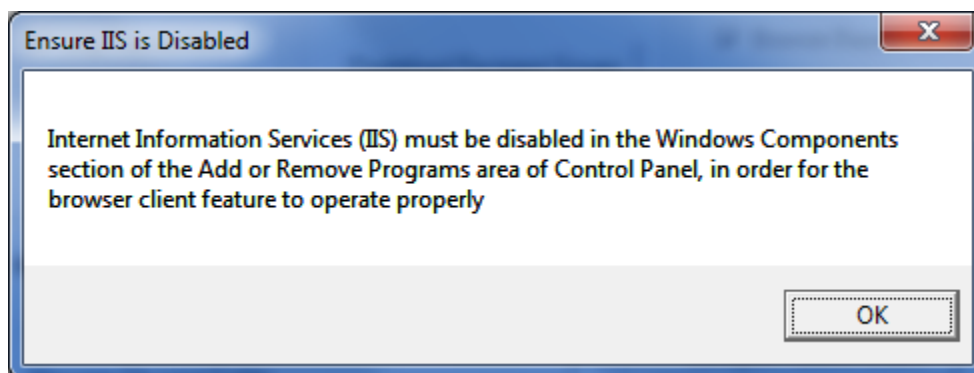 Ensure IIS is Disabled
Internet Information Services (IIS) must be disabled in the Windows Components
section of the Add or Remove Programs area of Control Panel, in order for the
browser client feature to operate properly
OK